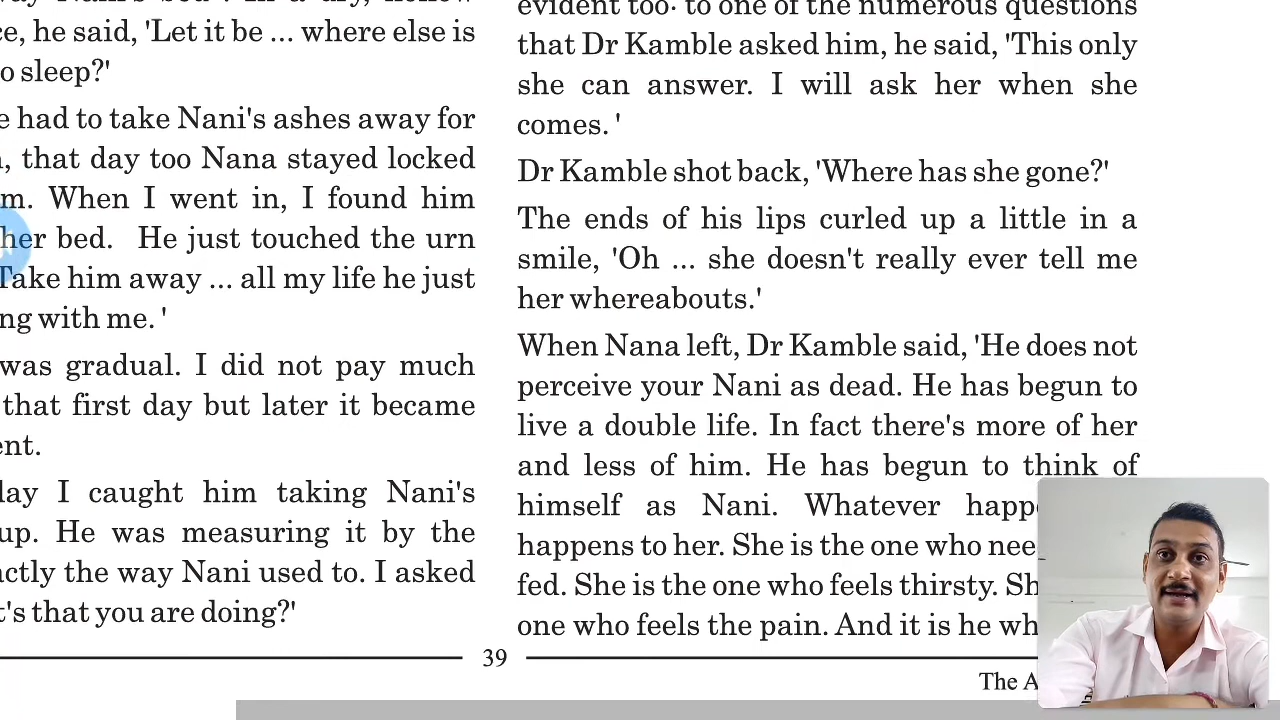 ce, he said, 'Let it be ... where else is
o sleep?'
e had to take Nani's ashes away for
, that day too Nana stayed locked
m. When I went in, I found him
her bed. He just touched the urn
Take him away ... all my life he just
ng with me. '
was gradual. I did not pay much
that first day but later it became
ent.
lay I caught him taking Nani's
up. He was measuring it by the
actly the way Nani used to. I asked
t's that you are doing?'
evident too. to one of the numerous questions
that Dr Kamble asked him, he said, 'This only
she can answer. I will ask her when she
comes. '
Dr Kamble shot back, 'Where has she gone?'
The ends of his lips curled up a little in a
smile, 'Oh ... she doesn't really ever tell me
her whereabouts.'
When Nana left, Dr Kamble said, 'He does not
perceive your Nani as dead. He has begun to
live a double life. In fact there's more of her
and less of him. He has begun to think of
himself as Nani. Whatever happe
happens to her. She is the one who nee
fed. She is the one who feels thirsty. Sh
one who feels the pain. And it is he wh
39
The A